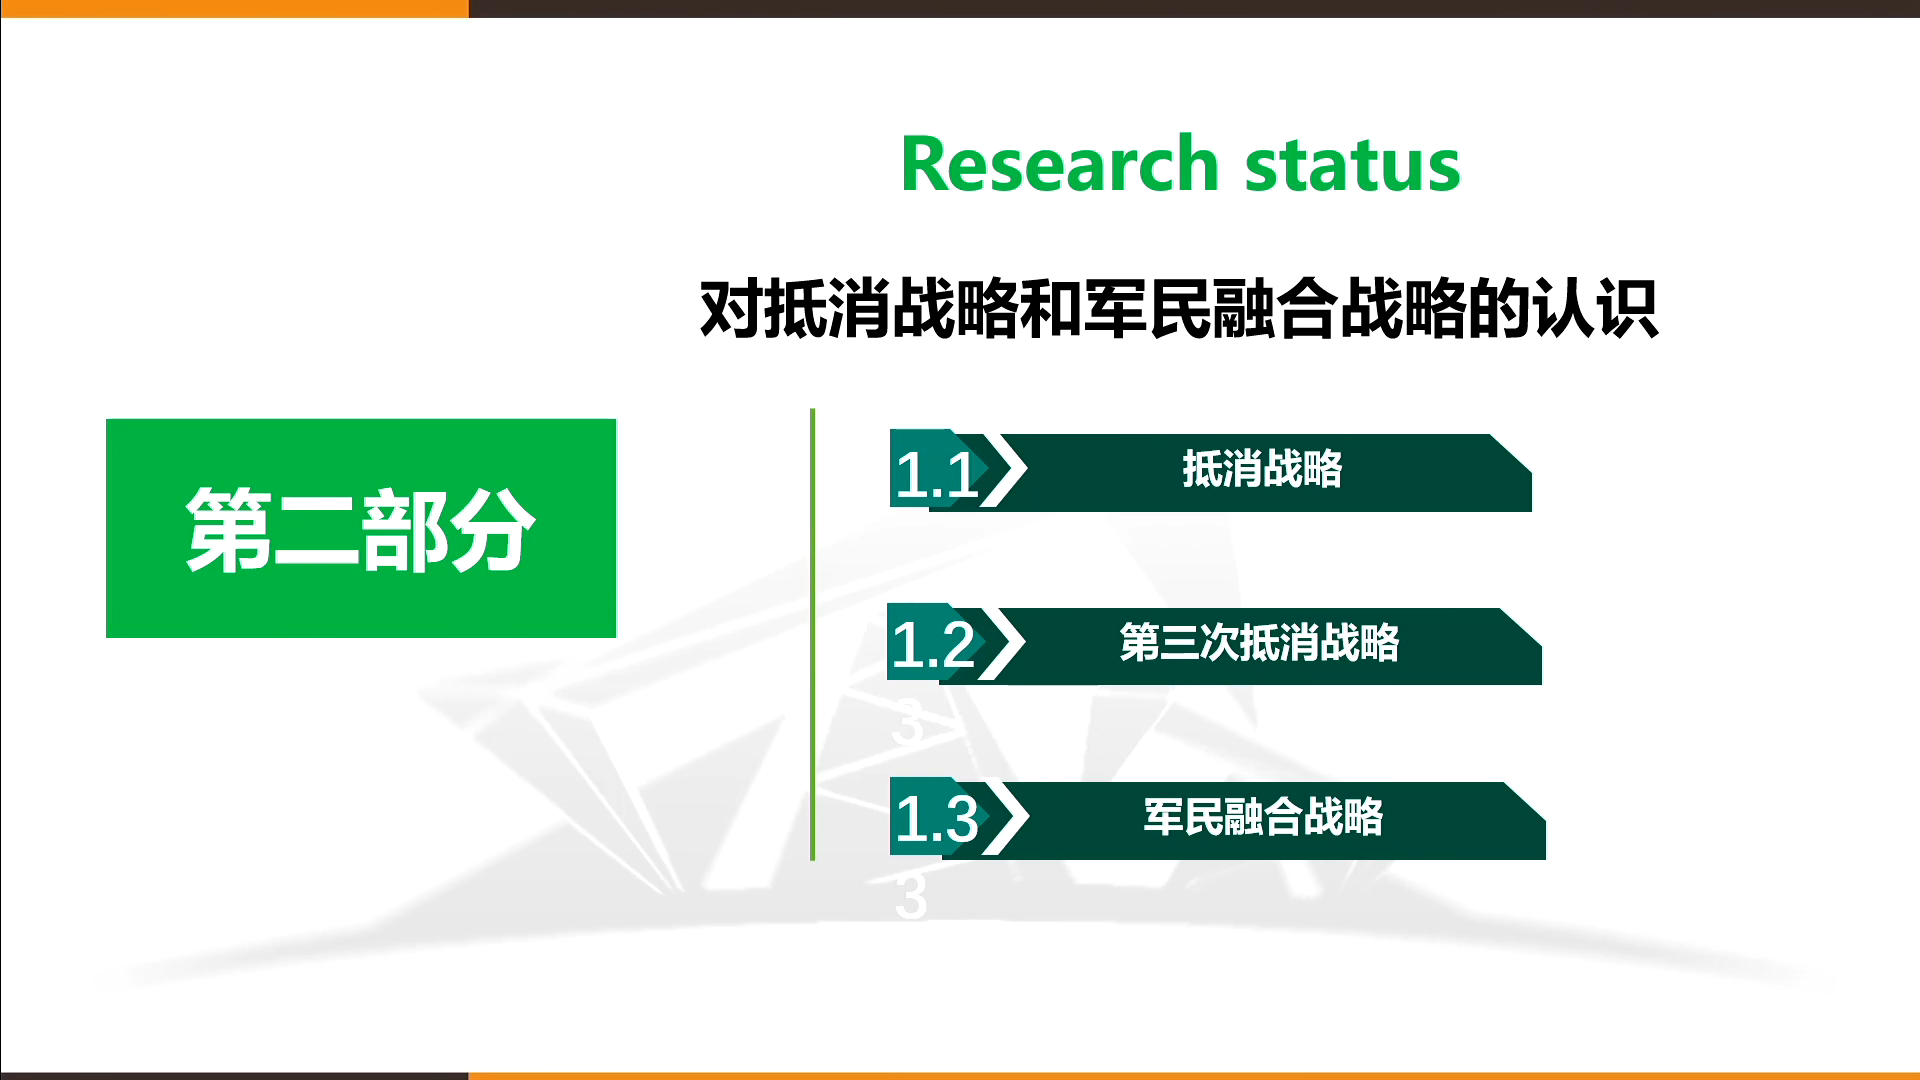 Research status
对抵消战略和军民融合战略的认识
第二部分
1.1 抵消战略
1.2 第三次抵消战略
3
1.3 军民融合战略
3